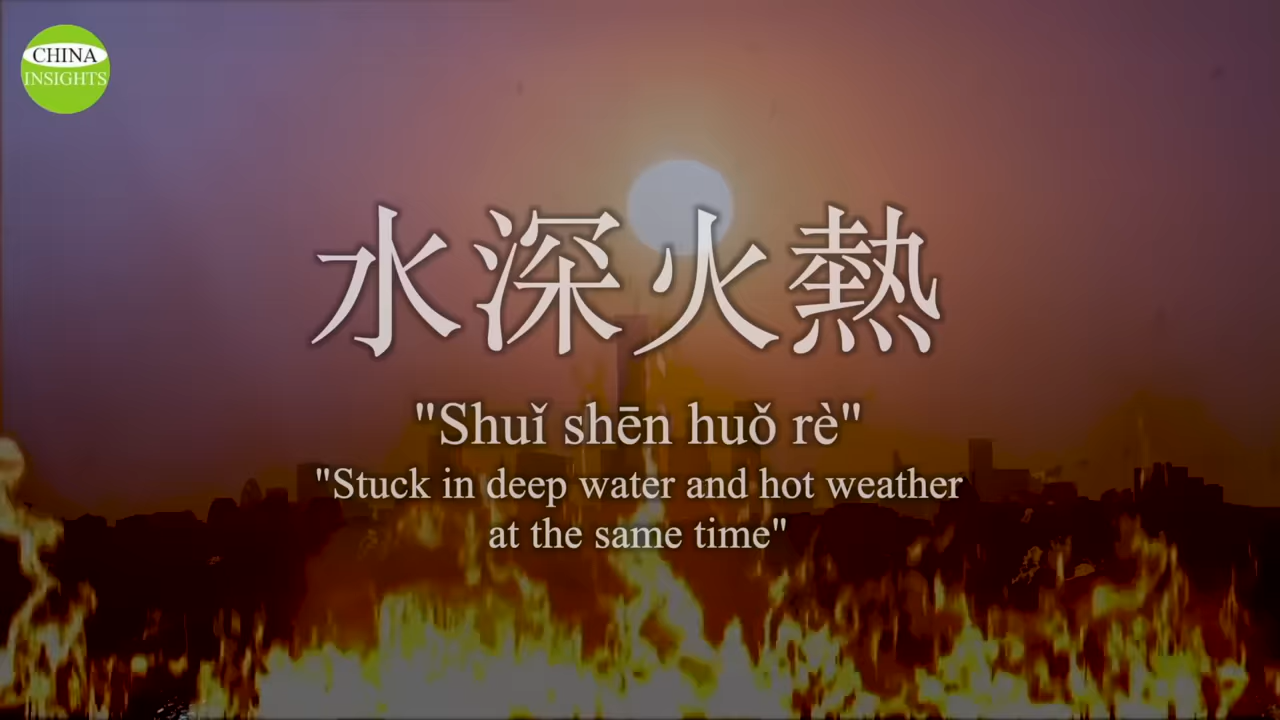 CHINA
INSIGHTS
水深火熱
"Shuǐ shēn huǒ rè"
"Stuck in deep water and hot weather
at the same time"